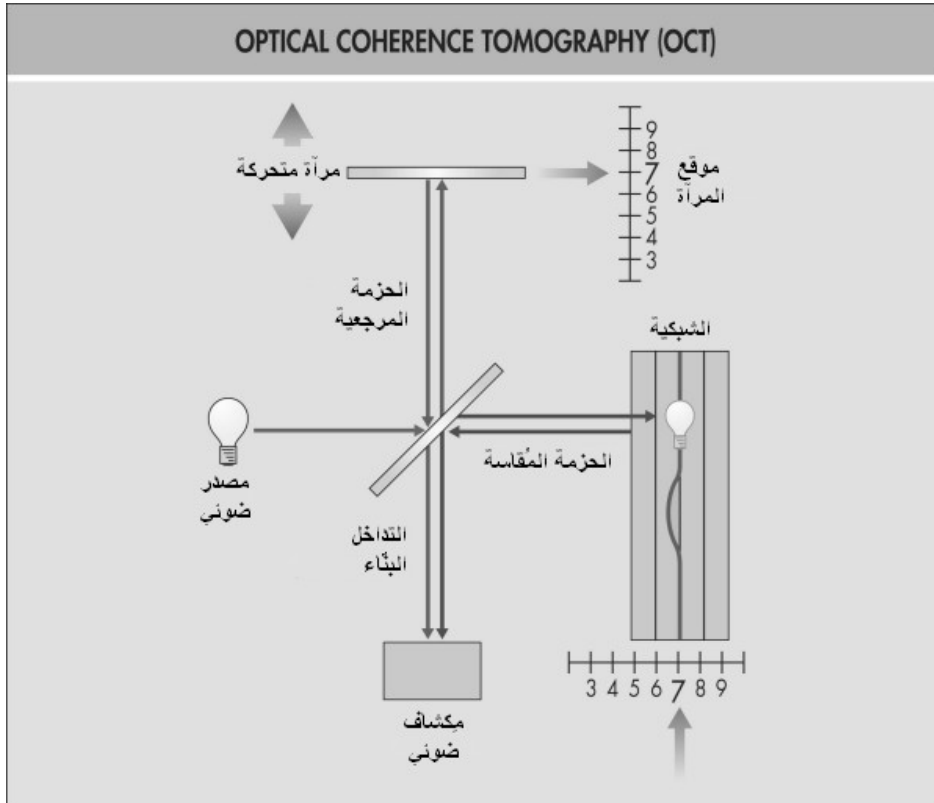 OPTICAL COHERENCE TOMOGRAPHY (OCT)
مرآة متحركة
9
8
7
6
5
4
3
موقع
المرآة
الحزمة
المرجعية
الشبكية
الحزمة المُقاسة
مصدر
ضوئي
التداخل
البنّاء
مِكشاف
ضوئي
3 4 5 6 7 8 9